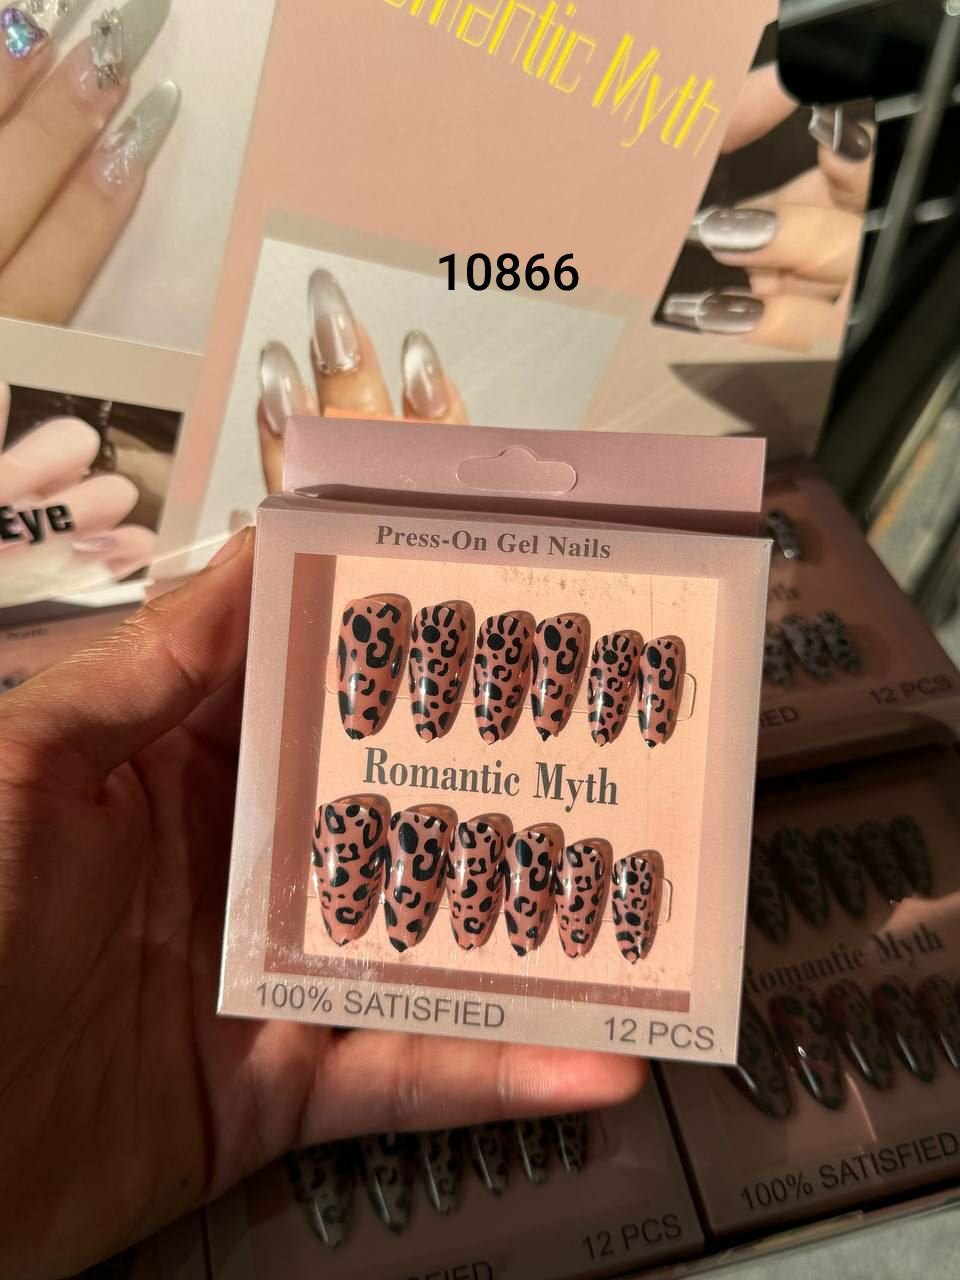 Romantic Myth
10866
Eye
Press-On Gel Nails
Romantic Myth
100% SATISFIED
12 PCS
12 PCS
Romantic Myth
100% SATISFIED
12 PCS